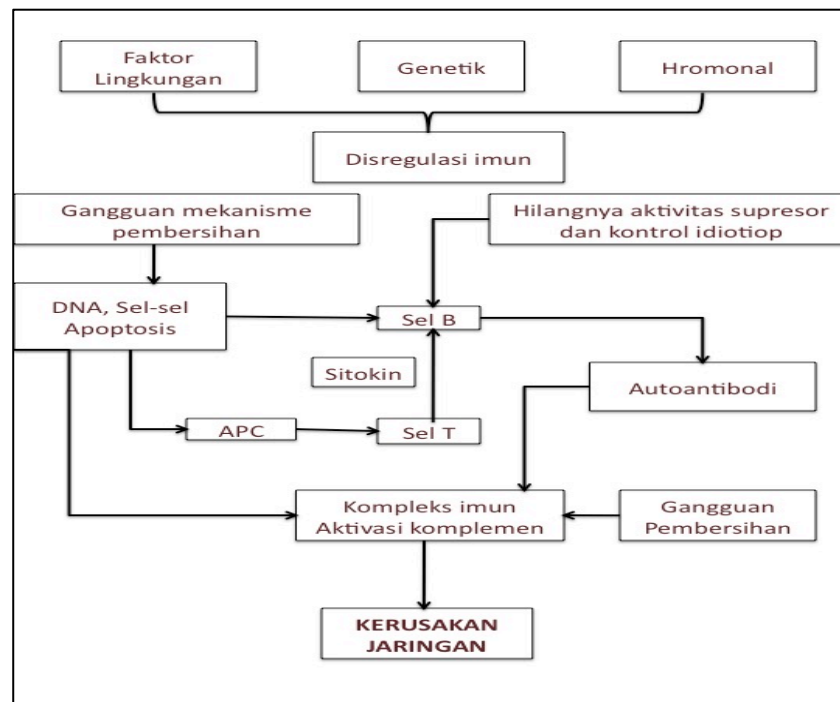 Faktor
Lingkungan
Genetik
Hromonal
Disregulasi imun
Gangguan mekanisme
pembersihan
Hilangnya aktivitas supresor
dan kontrol idiotiop
DNA, Sel-sel
Apoptosis
Sel B
Sitokin
Autoantibodi
APC
Sel T
Kompleks imun
Aktivasi komplemen
Gangguan
Pembersihan
KERUSAKAN
JARINGAN